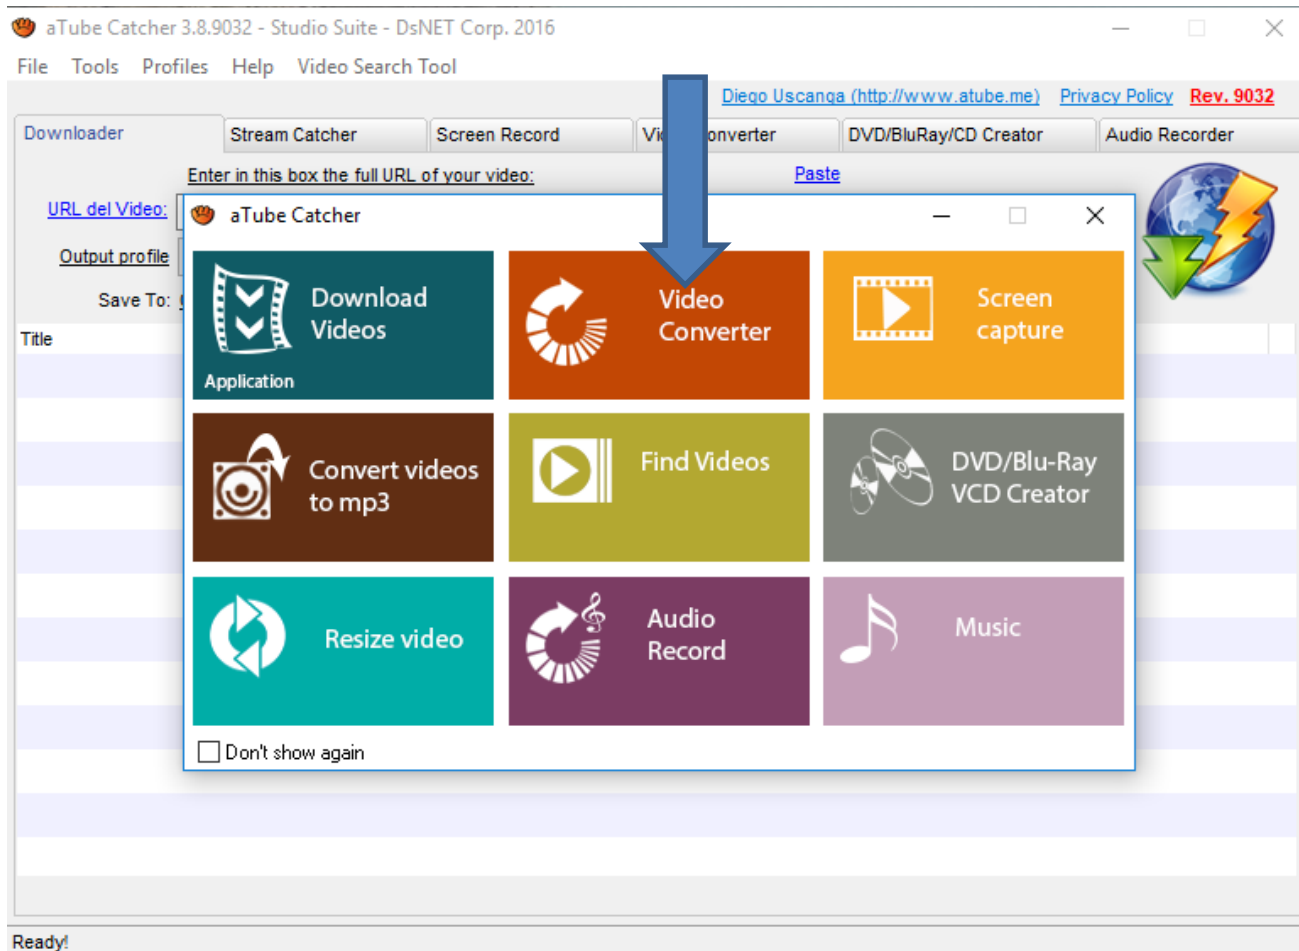 aTube Catcher 3.8.9032 - Studio Suite - DsNET Corp. 2016
File Tools Profiles Help Video Search Tool
Diego Uscanga (http://www.atube.me) Privacy Policy Rev. 9032
Downloader Stream Catcher Screen Record DVD/BluRay/CD Creator Audio Recorder
Enter in this box the full URL of your video: Paste
URL del Video:
Output profile
Save To:
Title
aTube Catcher
Download
Videos
Application
Video
Converter
Screen
capture
Convert videos
to mp3
Find Videos
DVD/Blu-Ray
VCD Creator
Resize video
Audio
Record
Music
Don't show again
Ready!